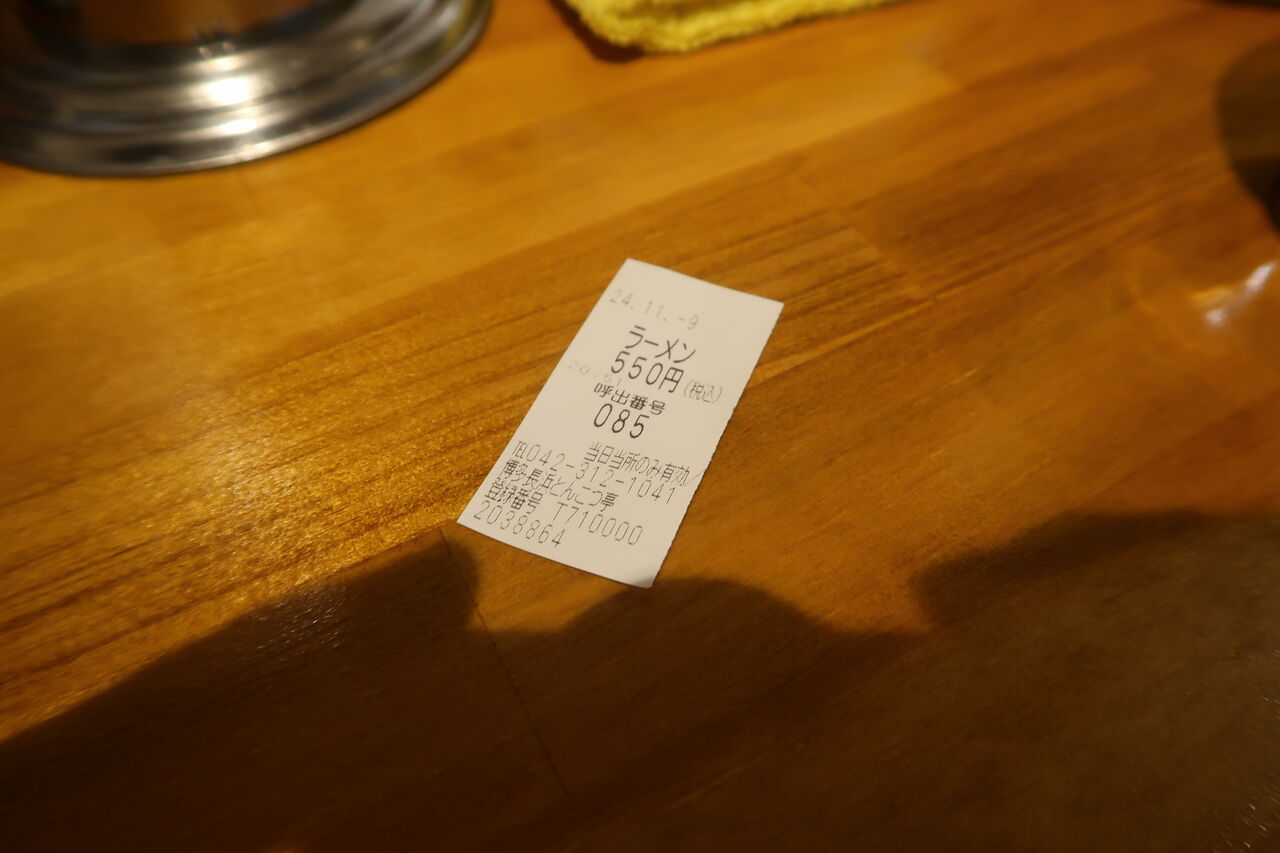 24.11.-9
ラーメン
550円(税込)
呼出番号
085
当日当所のみ有効
TEL042-312-1041
博多長浜とんこつ亭
登録番号 T710000
2038864